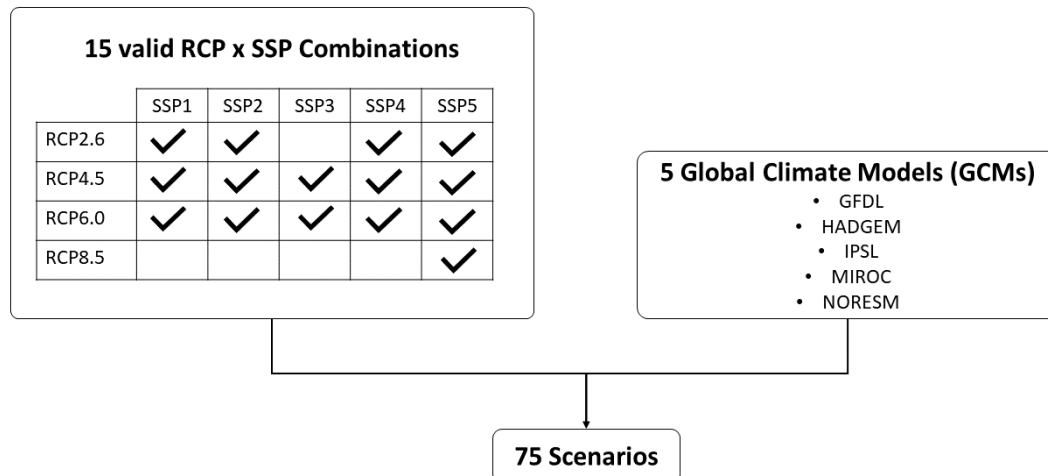 15 valid RCP x SSP Combinations
SSP1 SSP2 SSP3 SSP4 SSP5
RCP2.6 ✓ ✓ ✓ ✓
RCP4.5 ✓ ✓ ✓ ✓ ✓
RCP6.0 ✓ ✓ ✓ ✓ ✓
RCP8.5 ✓
5 Global Climate Models (GCMs)
• GFDL
• HADGEM
• IPSL
• MIROC
• NORESM
75 Scenarios